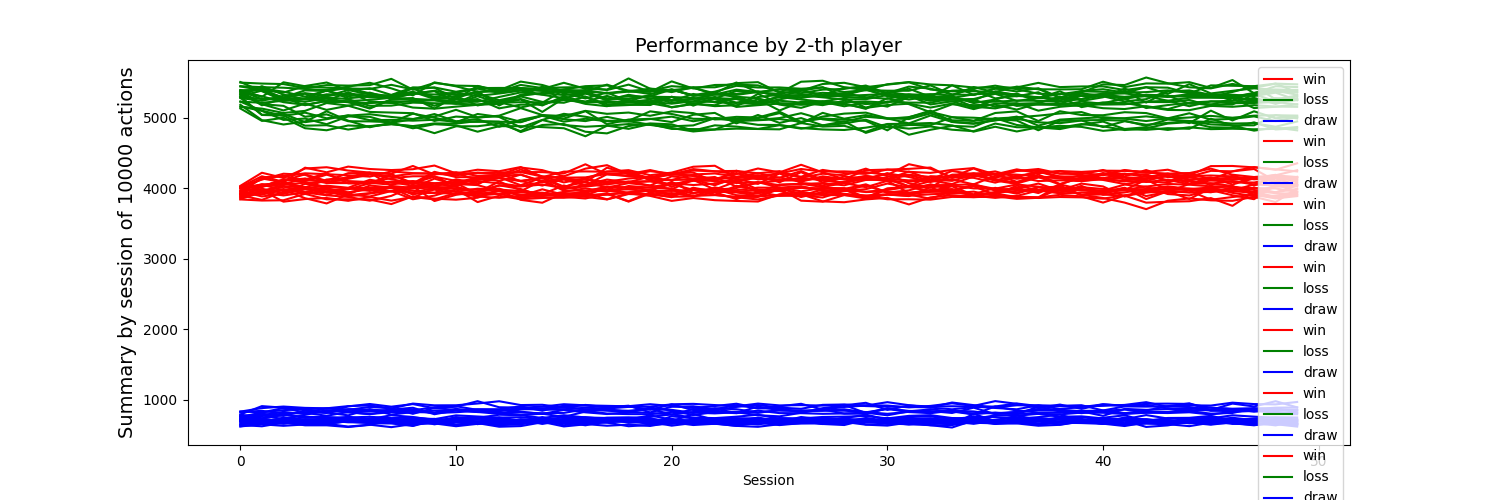 Performance by 2-th player
Summary by session of 10000 actions
5000
4000
3000
2000
1000
0
10
20
30
40
50
Session
win
loss
draw
win
loss
draw
win
loss
draw
win
loss
draw
win
loss
draw
win
loss
draw
win
loss
draw